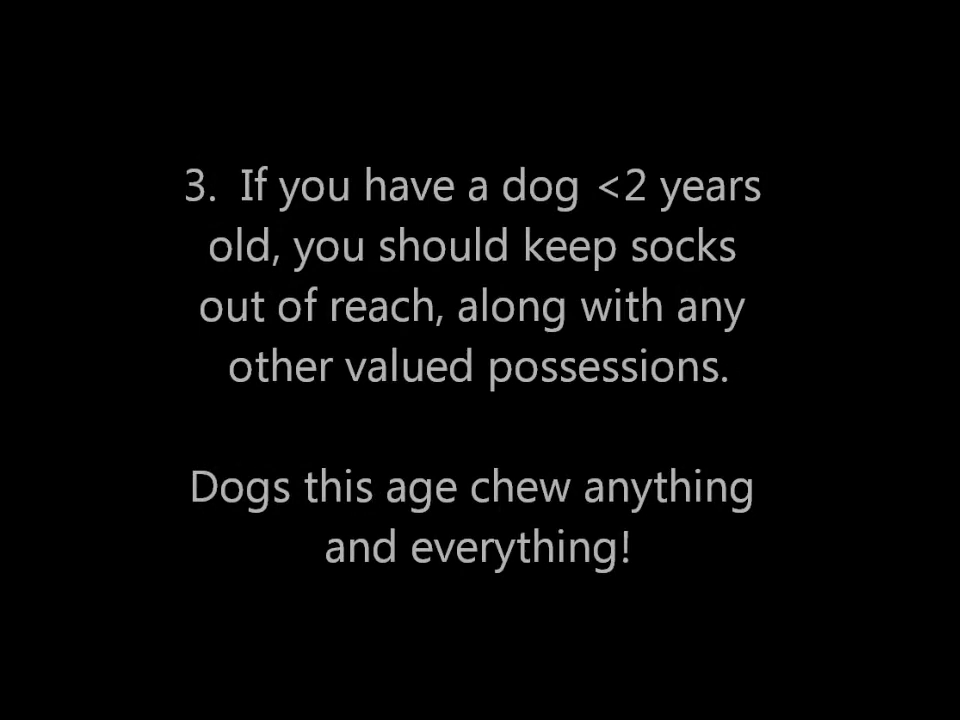 3.  If you have a dog <2 years
old, you should keep socks
out of reach, along with any
other valued possessions.
Dogs this age chew anything
and everything!